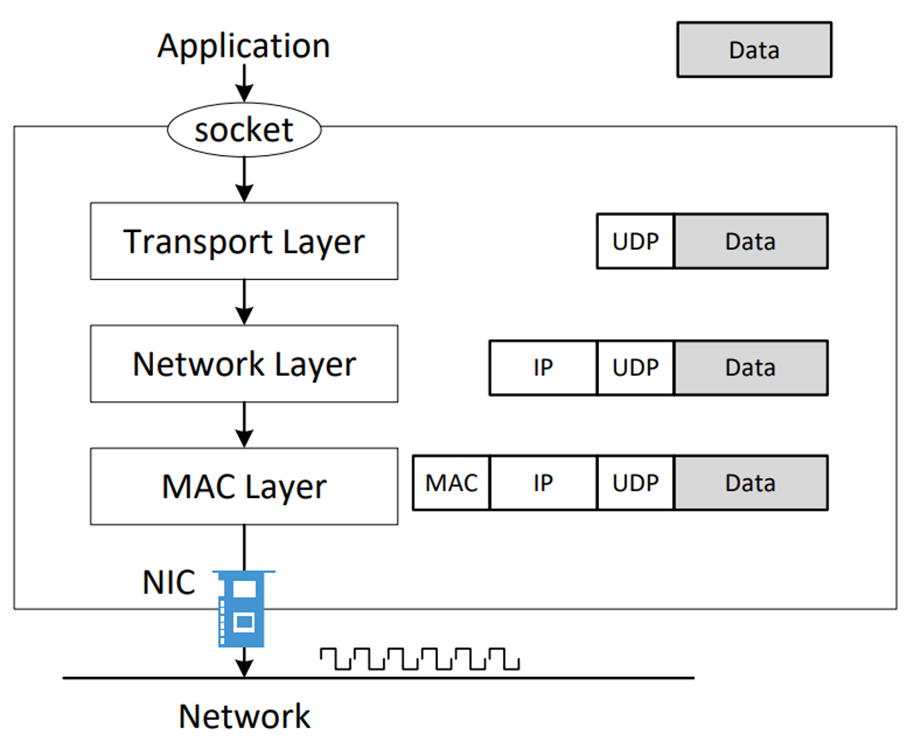 Application
Data
socket
Transport Layer
UDP Data
Network Layer
IP UDP Data
MAC Layer
MAC IP UDP Data
NIC
Network